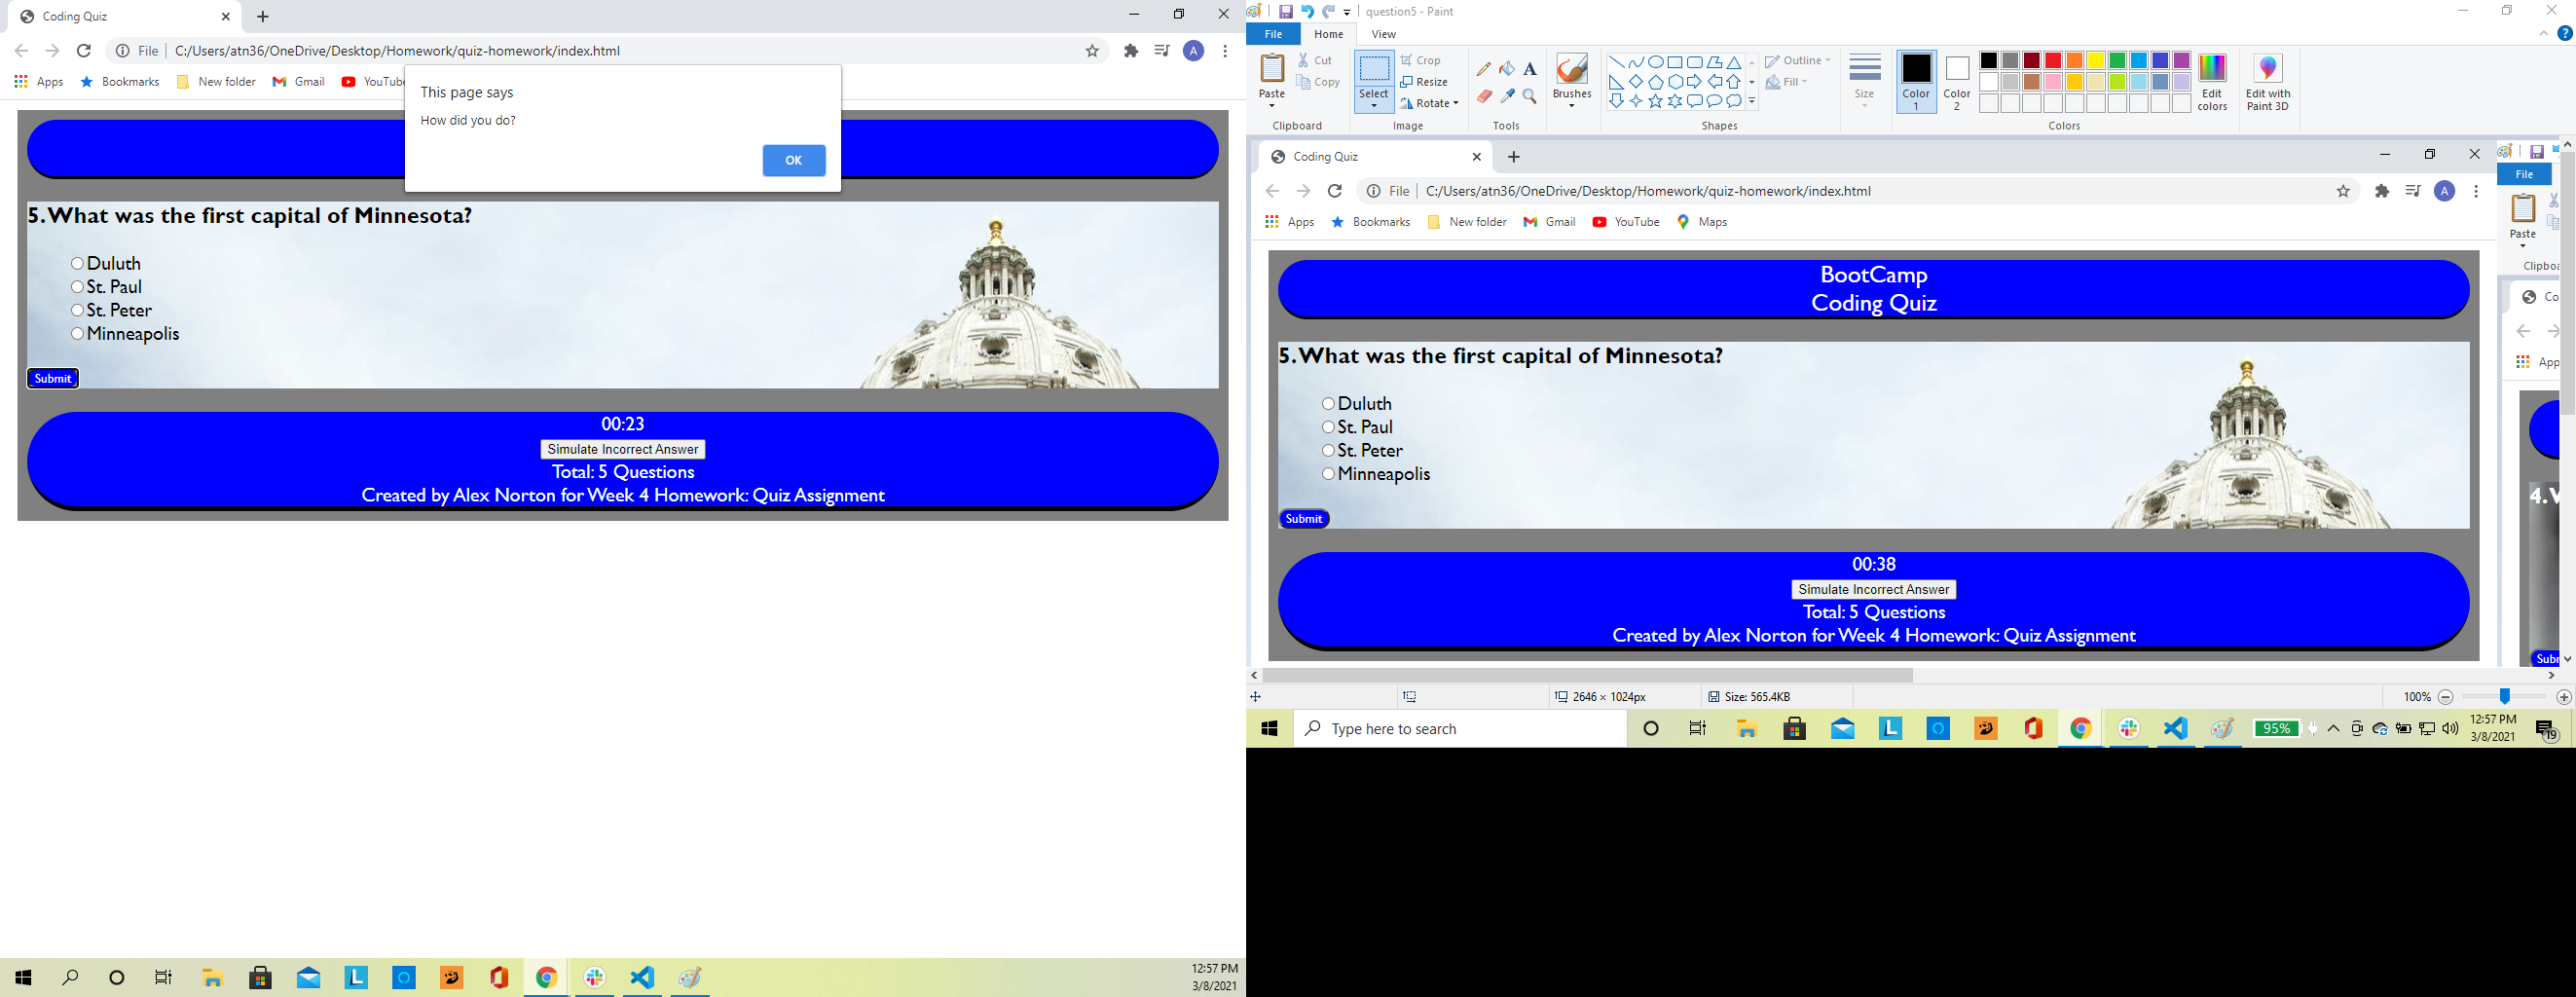 Coding Quiz
File C:/Users/atn36/OneDrive/Desktop/Homework/quiz-homework/index.html
A
Apps Bookmarks New folder Gmail YouTube
This page says
How did you do?
OK
5. What was the first capital of Minnesota?
Duluth
St. Paul
St. Peter
Minneapolis
Submit
00:23
Simulate Incorrect Answer
Total: 5 Questions
Created by Alex Norton for Week 4 Homework: Quiz Assignment
12:57 PM
3/8/2021
question5 - Paint
File Home View
Paste
Cut
Copy
Clipboard
Select
Crop
Resize
Rotate
Image
Tools
Brushes
Shapes
Outline
Fill
Size
Color
1
Color
2
Edit
colors
Colors
Edit with
Paint 3D
Coding Quiz
File C:/Users/atn36/OneDrive/Desktop/Homework/quiz-homework/index.html
A
Apps Bookmarks New folder Gmail YouTube Maps
BootCamp
Coding Quiz
5. What was the first capital of Minnesota?
Duluth
St. Paul
St. Peter
Minneapolis
Submit
00:38
Simulate Incorrect Answer
Total: 5 Questions
Created by Alex Norton for Week 4 Homework: Quiz Assignment
File
Paste
Clipboa
Co
App
4. V
Subr
2646 × 1024px
Size: 565.4KB
100%
Type here to search
95%
12:57 PM
3/8/2021
19